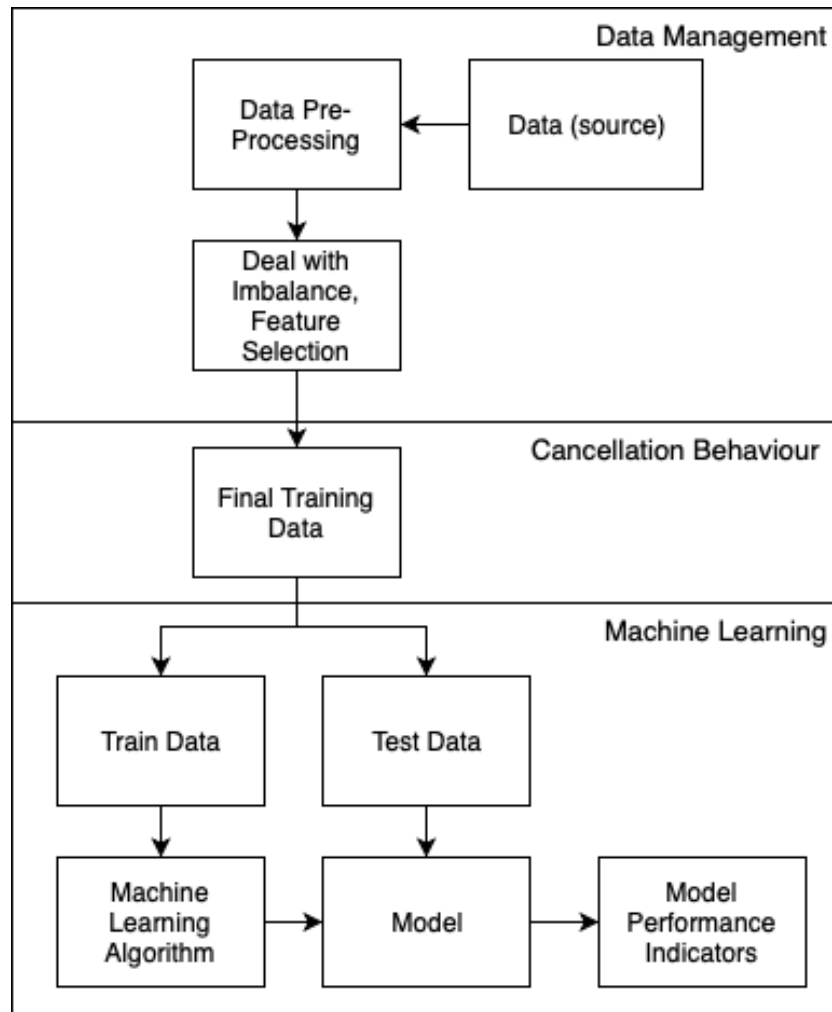 Data Management
Data Pre-
Processing
Data (source)
Deal with
Imbalance,
Feature
Selection
Cancellation Behaviour
Final Training
Data
Machine Learning
Train Data
Test Data
Machine
Learning
Algorithm
Model
Model
Performance
Indicators